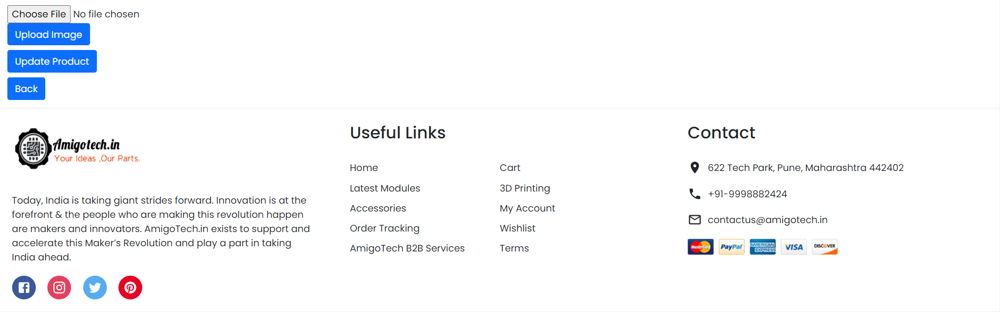 Choose File No file chosen
Upload Image
Update Product
Back
Amigotech.in
Your Ideas ,Our Parts.
Today, India is taking giant strides forward. Innovation is at the
forefront & the people who are making this revolution happen
are makers and innovators. AmigoTech.in exists to support and
accelerate this Maker’s Revolution and play a part in taking
India ahead.
Useful Links
Home
Latest Modules
Accessories
Order Tracking
AmigoTech B2B Services
Cart
3D Printing
My Account
Wishlist
Terms
Contact
622 Tech Park, Pune, Maharashtra 442402
+91-9998882424
contactus@amigotech.in
MasterCard PayPal AMERICAN EXPRESS VISA DISCOVER